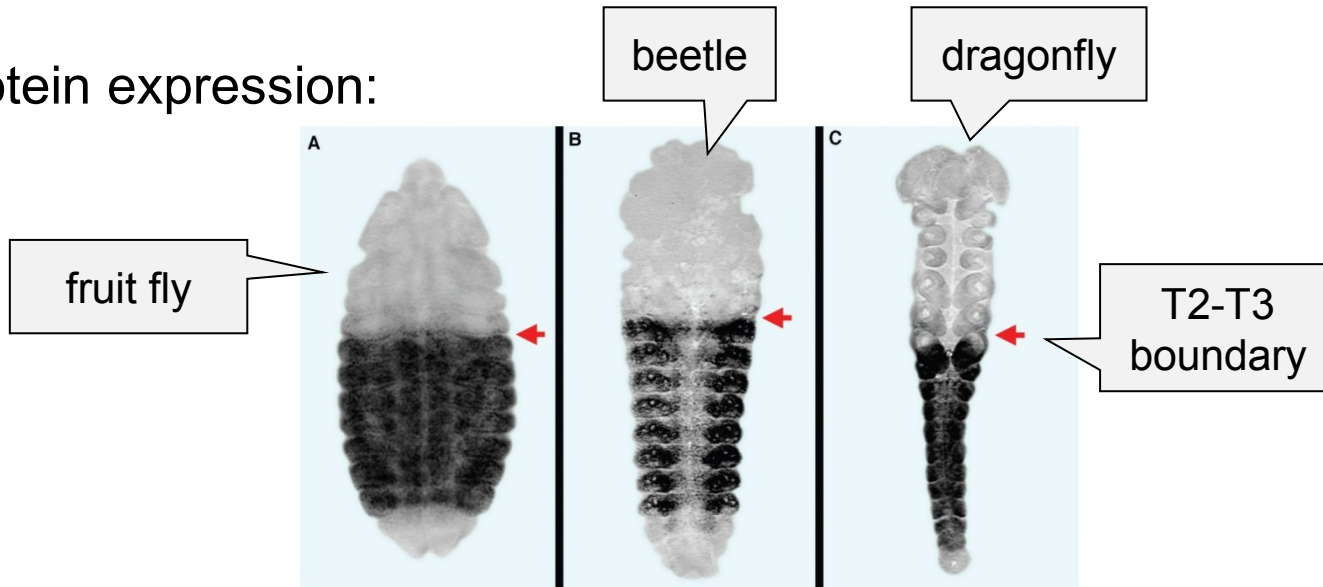 otein expression:
beetle
dragonfly
A
B
C
fruit fly
T2-T3
boundary